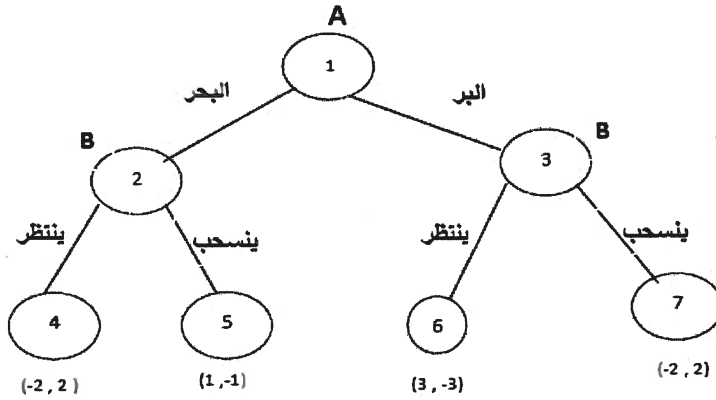 A
1
البحر
البر
B
B
2
3
ينتظر
ينسحب
ينتظر
ينسحب
4
5
6
7
(-2 , 2 )
(1 ,-1)
(3 , -3)
(-2 , 2)